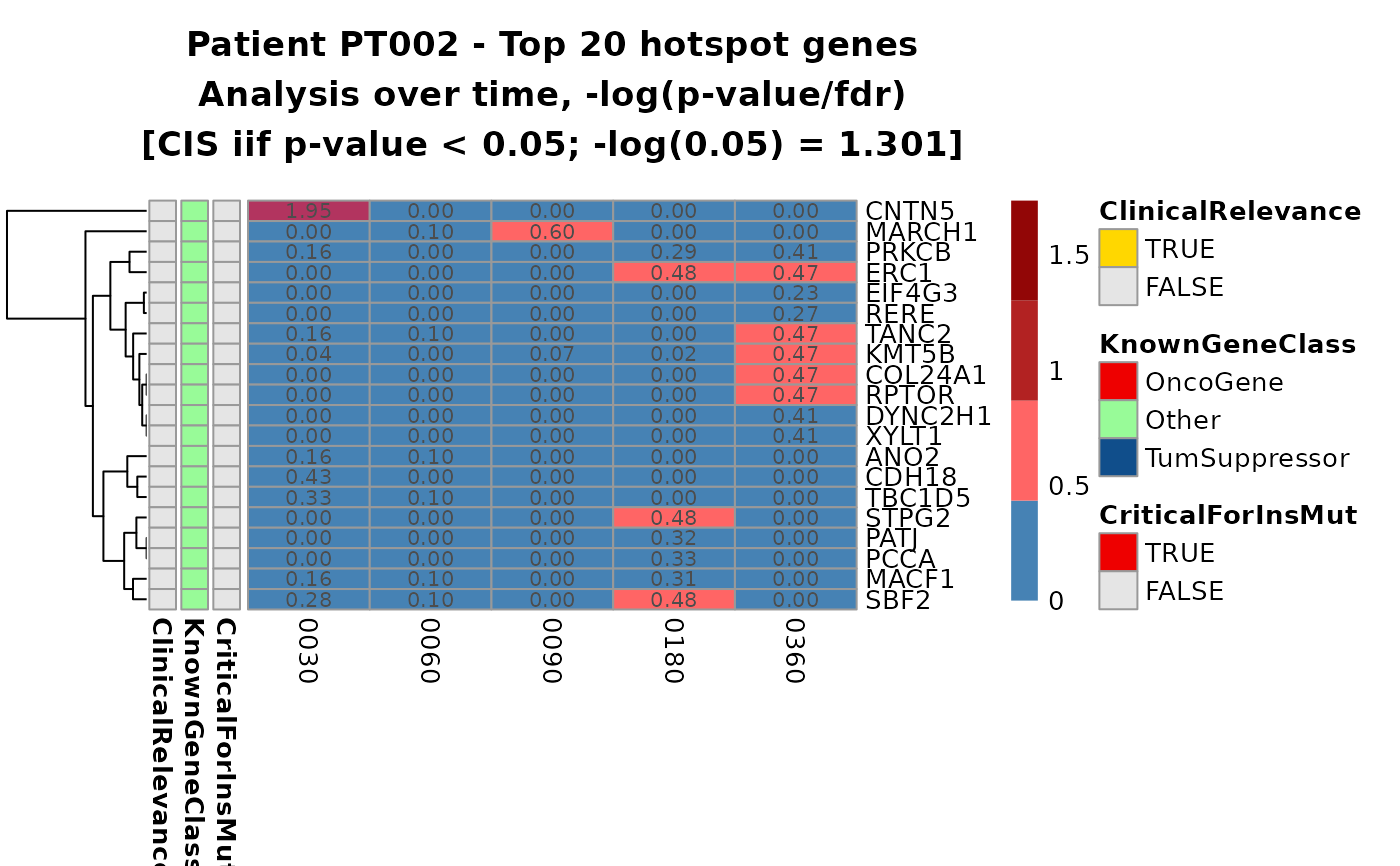 Patient PT002 - Top 20 hotspot genes
Analysis over time, -log(p-value/fdr)
[CIS iif p-value < 0.05; -log(0.05) = 1.301]
1.95 0.00 0.00 0.00 0.00 CNTN5
0.00 0.10 0.60 0.00 0.00 MARCH1
0.16 0.00 0.00 0.29 0.41 PRKCB
0.00 0.00 0.00 0.48 0.47 ERC1
0.00 0.00 0.00 0.00 0.23 EIF4G3
0.00 0.00 0.00 0.00 0.27 RERE
0.16 0.10 0.00 0.00 0.47 TANC2
0.04 0.00 0.07 0.02 0.47 KMT5B
0.00 0.00 0.00 0.00 0.47 COL24A1
0.00 0.00 0.00 0.00 0.47 RPTOR
0.00 0.00 0.00 0.00 0.41 DYNC2H1
0.00 0.00 0.00 0.00 0.41 XYLT1
0.16 0.10 0.00 0.00 0.00 ANO2
0.43 0.00 0.00 0.00 0.00 CDH18
0.33 0.10 0.00 0.00 0.00 TBC1D5
0.00 0.00 0.00 0.48 0.00 STPG2
0.00 0.00 0.00 0.32 0.00 PATJ
0.00 0.00 0.00 0.33 0.00 PCCA
0.16 0.10 0.00 0.31 0.00 MACF1
0.28 0.10 0.00 0.48 0.00 SBF2
0030 0060 0090 0180 0360
ClinicalRelevance
KnownGeneClass
CriticalForInsMut
1.5
1
0.5
0
ClinicalRelevance
TRUE
FALSE
KnownGeneClass
OncoGene
Other
TumSuppressor
CriticalForInsMut
TRUE
FALSE